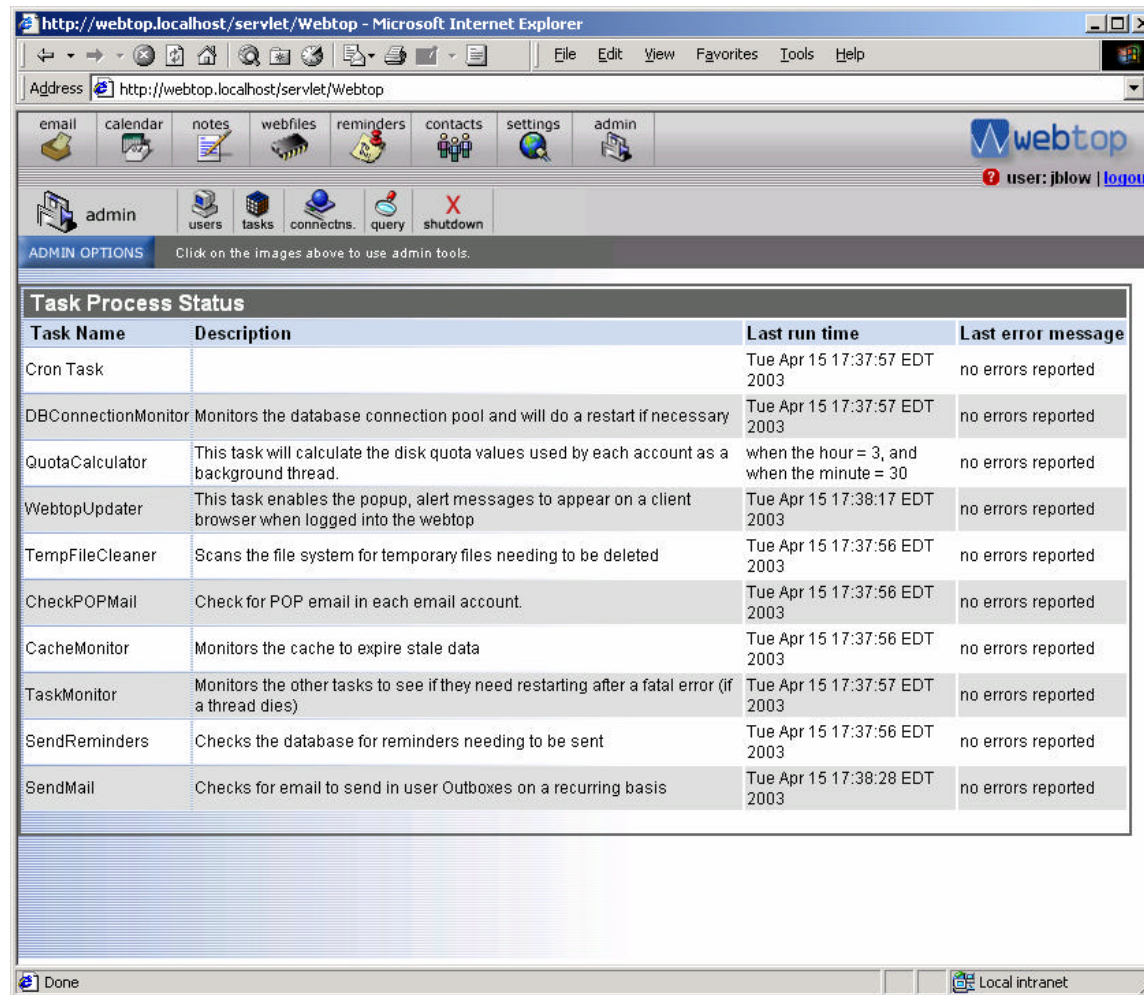 http://webtop.localhost/servlet/Webtop - Microsoft Internet Explorer
File Edit View Favorites Tools Help
Address http://webtop.localhost/servlet/Webtop
email calendar notes webfiles reminders contacts settings admin
webtop
? user: jblow | logou
admin
users tasks connectns. query shutdown
ADMIN OPTIONS Click on the images above to use admin tools.
Task Process Status
Task Name Description Last run time Last error message
Cron Task Tue Apr 15 17:37:57 EDT 2003 no errors reported
DBConnectionMonitor Monitors the database connection pool and will do a restart if necessary Tue Apr 15 17:37:57 EDT 2003 no errors reported
QuotaCalculator This task will calculate the disk quota values used by each account as a background thread. when the hour = 3, and when the minute = 30 no errors reported
WebtopUpdater This task enables the popup, alert messages to appear on a client browser when logged into the webtop Tue Apr 15 17:38:17 EDT 2003 no errors reported
TempFileCleaner Scans the file system for temporary files needing to be deleted Tue Apr 15 17:37:56 EDT 2003 no errors reported
CheckPOPMail Check for POP email in each email account. Tue Apr 15 17:37:56 EDT 2003 no errors reported
CacheMonitor Monitors the cache to expire stale data Tue Apr 15 17:37:56 EDT 2003 no errors reported
TaskMonitor Monitors the other tasks to see if they need restarting after a fatal error (if a thread dies) Tue Apr 15 17:37:57 EDT 2003 no errors reported
SendReminders Checks the database for reminders needing to be sent Tue Apr 15 17:37:56 EDT 2003 no errors reported
SendMail Checks for email to send in user Outboxes on a recurring basis Tue Apr 15 17:38:28 EDT 2003 no errors reported
Done Local intranet